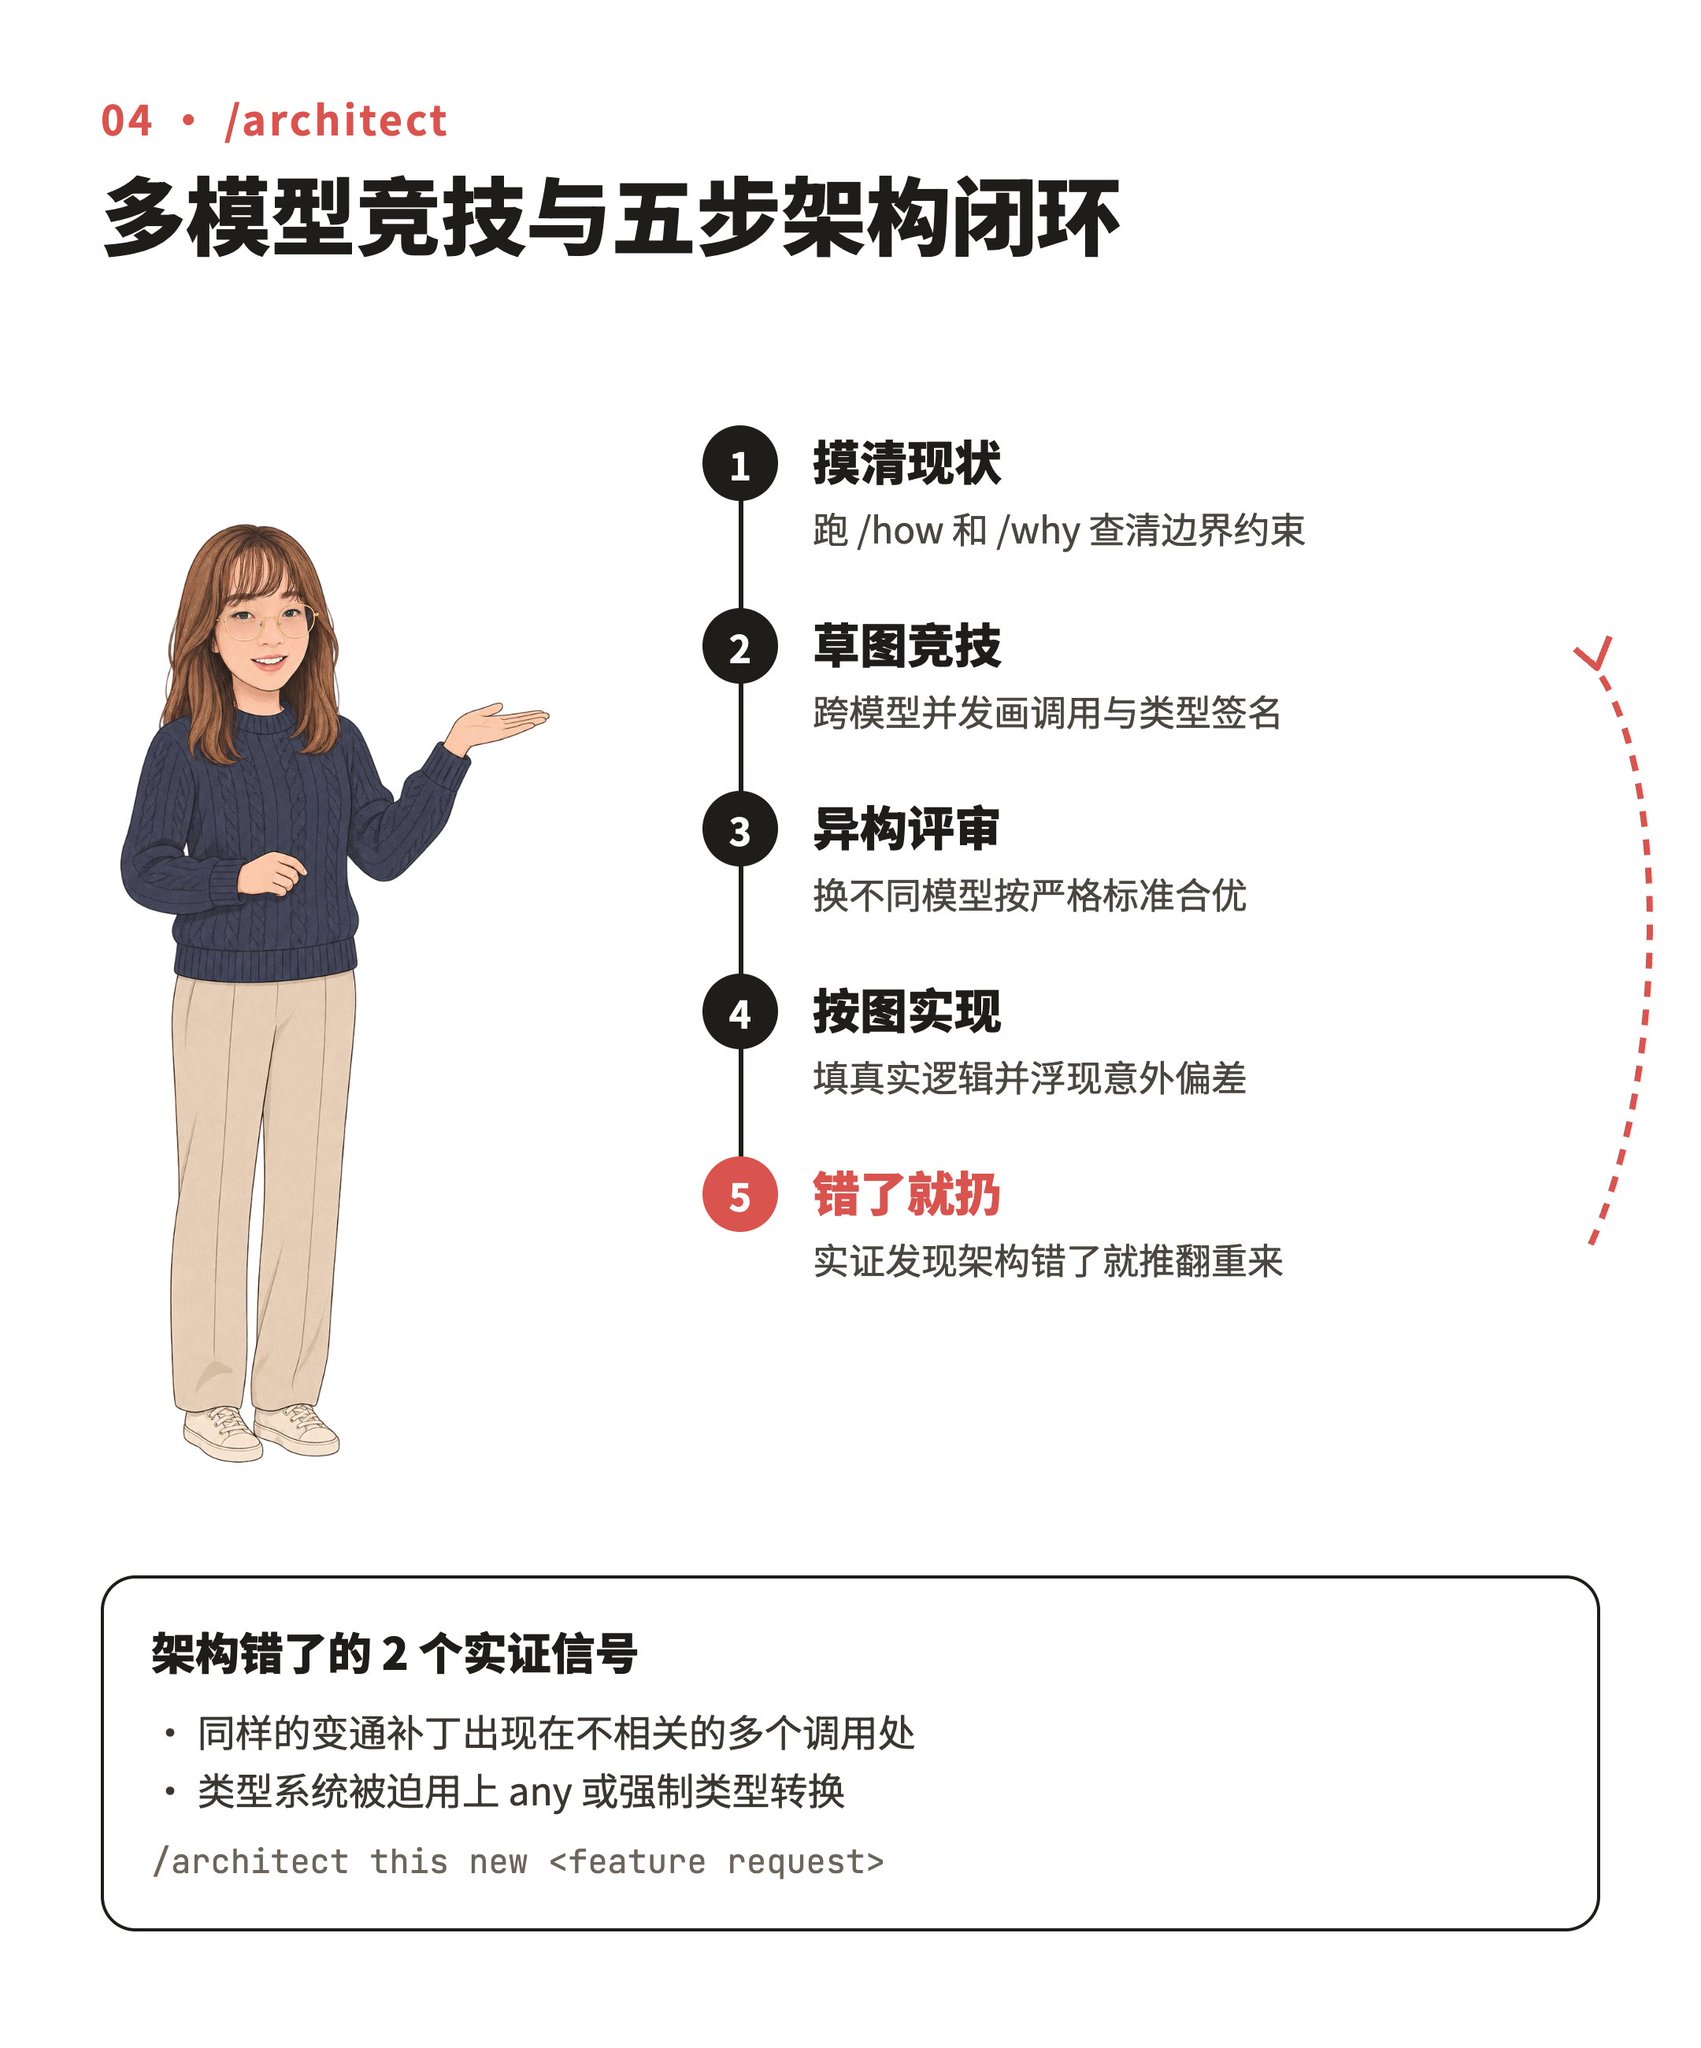 04 • /architect
多模型竞技与五步架构闭环
1 摸清现状
跑 /how 和 /why 查清边界约束
2 草图竞技
跨模型并发画调用与类型签名
3 异构评审
换不同模型按严格标准合优
4 按图实现
填真实逻辑并浮现意外偏差
5 错了就扔
实证发现架构错了就推翻重来
架构错了的 2 个实证信号
• 同样的变通补丁出现在不相关的多个调用处
• 类型系统被迫用上 any 或强制类型转换
/architect this new <feature request>